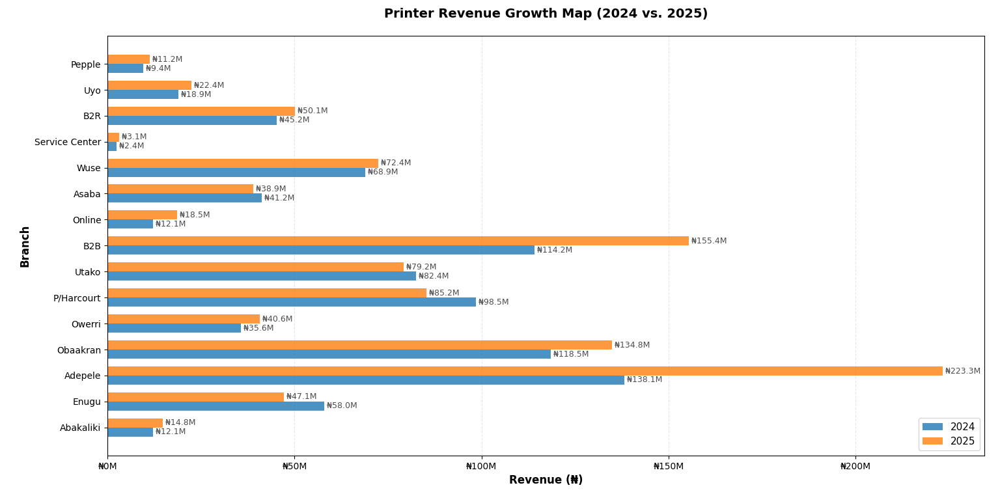 Printer Revenue Growth Map (2024 vs. 2025)
Branch
Pepple
₦11.2M
₦9.4M
Uyo
₦22.4M
₦18.9M
B2R
₦50.1M
₦45.2M
Service Center
₦3.1M
₦2.4M
Wuse
₦72.4M
₦68.9M
Asaba
₦38.9M
₦41.2M
Online
₦18.5M
₦12.1M
B2B
₦155.4M
₦114.2M
Utako
₦79.2M
₦82.4M
P/Harcourt
₦85.2M
₦98.5M
Owerri
₦40.6M
₦35.6M
Obaakran
₦134.8M
₦118.5M
Adepele
₦223.3M
₦138.1M
Enugu
₦47.1M
₦58.0M
Abakaliki
₦14.8M
₦12.1M
2024
2025
₦0M ₦50M ₦100M ₦150M ₦200M
Revenue (₦)